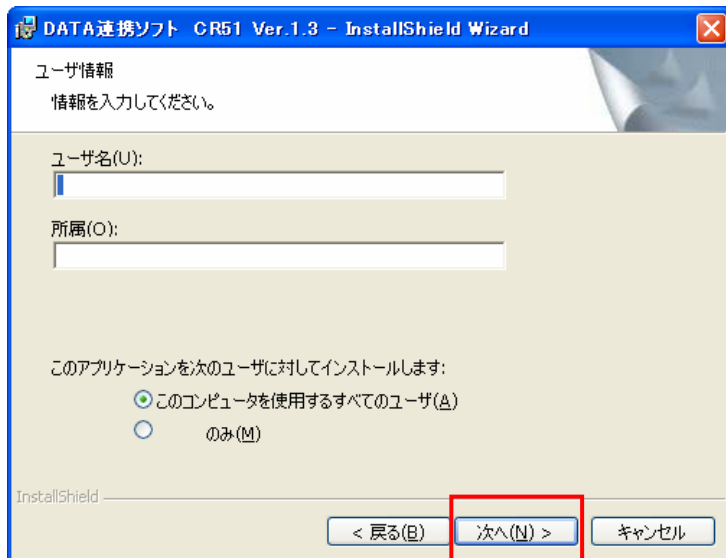 DATA連携ソフト CR51 Ver.1.3 - InstallShield Wizard
ユーザ情報
情報を入力してください。
ユーザ名(U):
所属(O):
このアプリケーションを次のユーザに対してインストールします:
このコンピュータを使用するすべてのユーザ(A)
のみ(M)
InstallShield
< 戻る(B) 次へ(N) > キャンセル